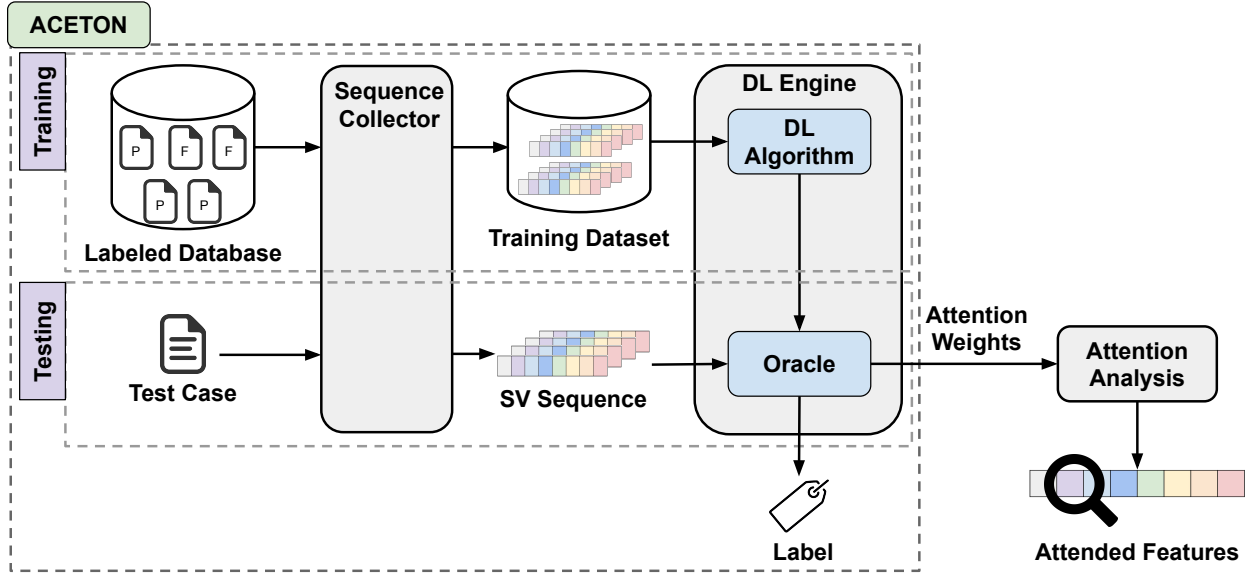 ACETON
Training
Sequence
Collector
DL Engine
DL
Algorithm
P
F
F
P
P
Labeled Database
Training Dataset
Testing
Test Case
SV Sequence
Oracle
Attention
Weights
Attention
Analysis
Label
Attended Features